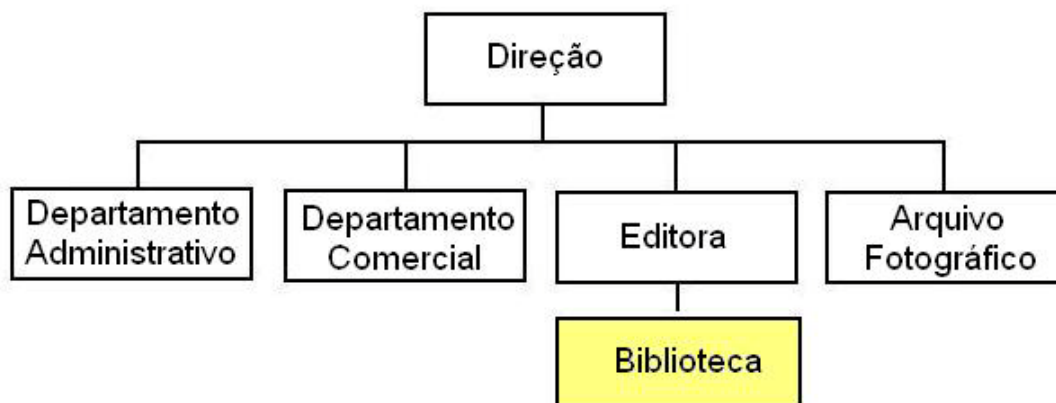 Direção
Departamento
Administrativo
Departamento
Comercial
Editora
Arquivo
Fotográfico
Biblioteca